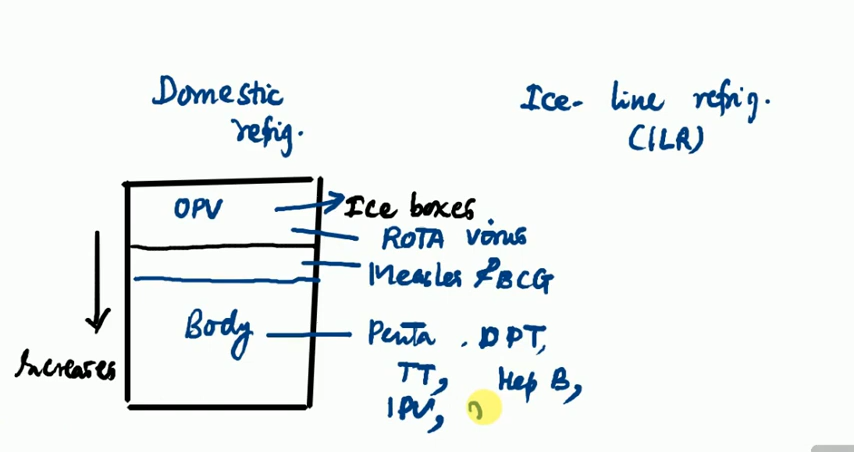 Domestic
refrig.
Ice- line refrig.
(ILR)
OPV
Ice boxes
ROTA virus
Measles & BCG
Body
Penta . DPT,
Increases
TT, Hep B,
IPV,